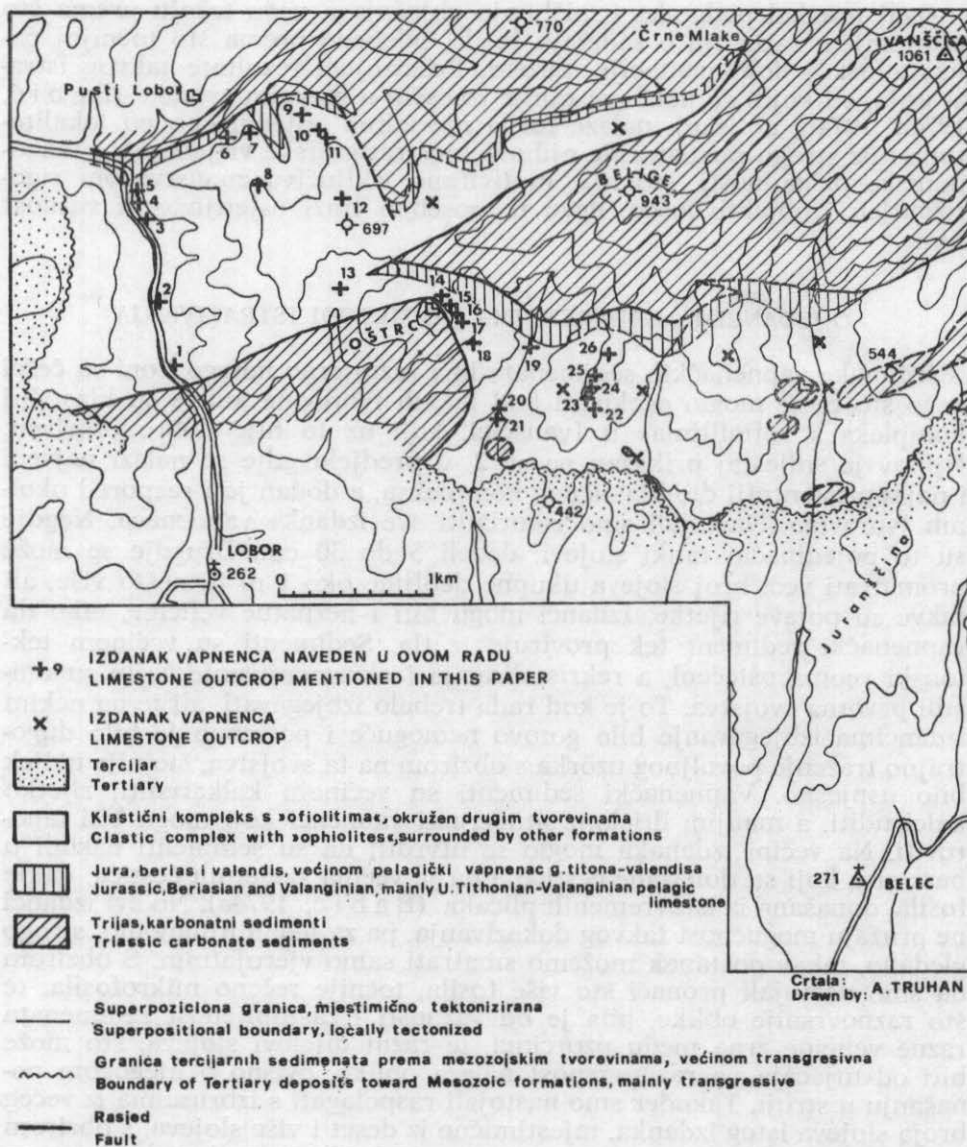 770
Črne Mlake
IVANŠČICA
1061
Pusti Lobor
9
6
7
10
11
BELIGE
943
5
8
4
12
3
697
13
2
14
15
16
OŠTRC
17
18
1
19
26
544
25
24
23
20
22
21
442
LOBOR
262
1km
9 IZDANAK VAPNENCA NAVEDEN U OVOM RADU
LIMESTONE OUTCROP MENTIONED IN THIS PAPER
IZDANAK VAPNENCA
LIMESTONE OUTCROP
Tercijar
Tertiary
Klastični kompleks s »ofiolitima«, okružen drugim tvorevinama
Clastic complex with »ophiolites«, surrounded by other formations
Jura, berias i valendis, većinom pelagički vapnenac g.titona-valendisa
Jurassic, Beriasian and Valanginian, mainly U.Tithonian-Valanginian pelagic
limestone
Trijas, karbonatni sedimenti
Triassic carbonate sediments
Superpozicijska granica, mjestimice tektonizirana
Superpositional boundary, locally tectonized
Granica tercijarnih sedimenata prema mezozojskim tvorevinama, većinom transgresivna
Boundary of Tertiary deposits toward Mesozoic formations, mainly transgressive
Rasjed
Fault
271
BELEC
Crtala:
Drawn by: A.TRUHAN